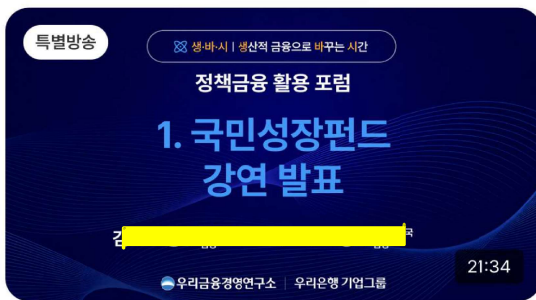 특별방송
생·바·시 | 생산적 금융으로 바꾸는 시간
정책금융 활용 포럼
1. 국민성장펀드
강연 발표
김
국
우리금융경영연구소 | 우리은행 기업그룹
21:34